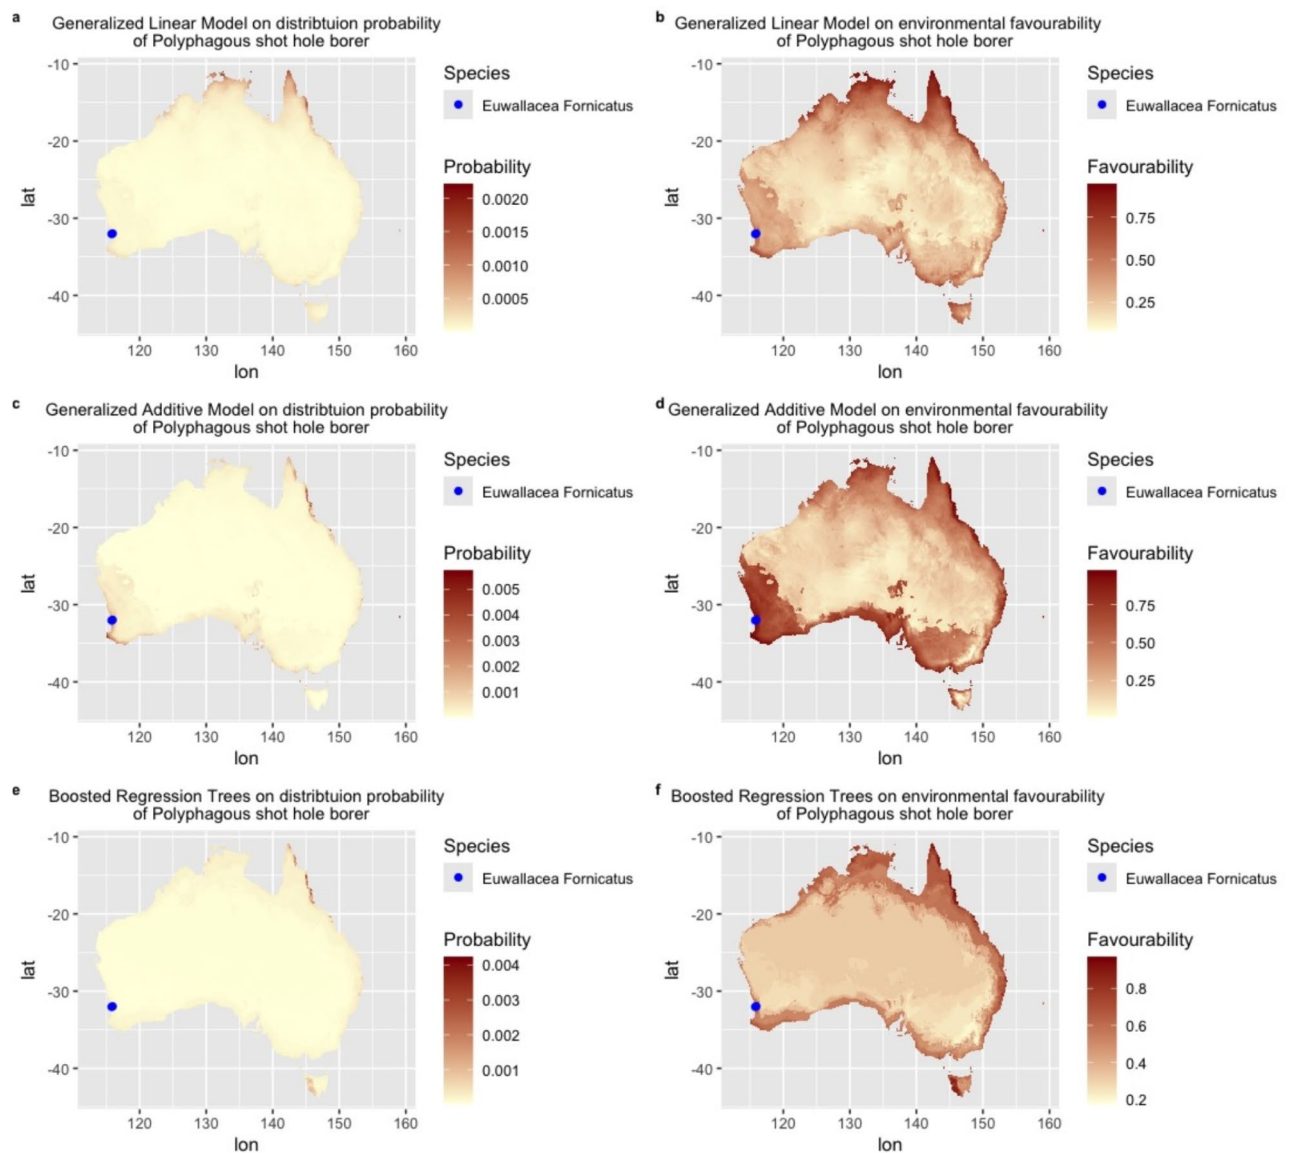 a
Generalized Linear Model on distribtuion probability
of Polyphagous shot hole borer
-10
-20
-30
-40
lat
120 130 140 150 160
lon
Species
Euwallacea Fornicatus
Probability
0.0020
0.0015
0.0010
0.0005
b
Generalized Linear Model on environmental favourability
of Polyphagous shot hole borer
-10
-20
-30
-40
lat
120 130 140 150 160
lon
Species
Euwallacea Fornicatus
Favourability
0.75
0.50
0.25
c
Generalized Additive Model on distribtuion probability
of Polyphagous shot hole borer
-10
-20
-30
-40
lat
120 130 140 150 160
lon
Species
Euwallacea Fornicatus
Probability
0.005
0.004
0.003
0.002
0.001
d
Generalized Additive Model on environmental favourability
of Polyphagous shot hole borer
-10
-20
-30
-40
lat
120 130 140 150 160
lon
Species
Euwallacea Fornicatus
Favourability
0.75
0.50
0.25
e
Boosted Regression Trees on distribtuion probability
of Polyphagous shot hole borer
-10
-20
-30
-40
lat
120 130 140 150 160
lon
Species
Euwallacea Fornicatus
Probability
0.004
0.003
0.002
0.001
f
Boosted Regression Trees on environmental favourability
of Polyphagous shot hole borer
-10
-20
-30
-40
lat
120 130 140 150 160
lon
Species
Euwallacea Fornicatus
Favourability
0.8
0.6
0.4
0.2